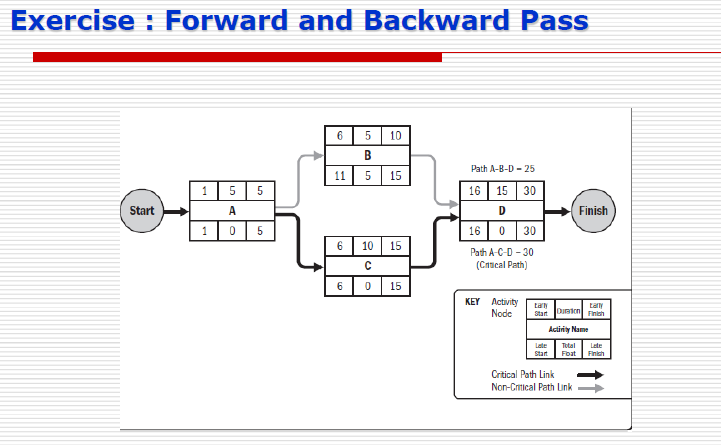 Exercise : Forward and Backward Pass
6 5 10
B
11 5 15
Path A-B-D = 25
1 5 5
A
1 0 5
16 15 30
D
16 0 30
Start
Finish
6 10 15
C
6 0 15
Path A-C-D = 30
(Critical Path)
KEY
Activity
Node
Early
Start
Duration
Early
Finish
Activity Name
Late
Start
Total
Float
Late
Finish
Critical Path Link
Non-Critical Path Link